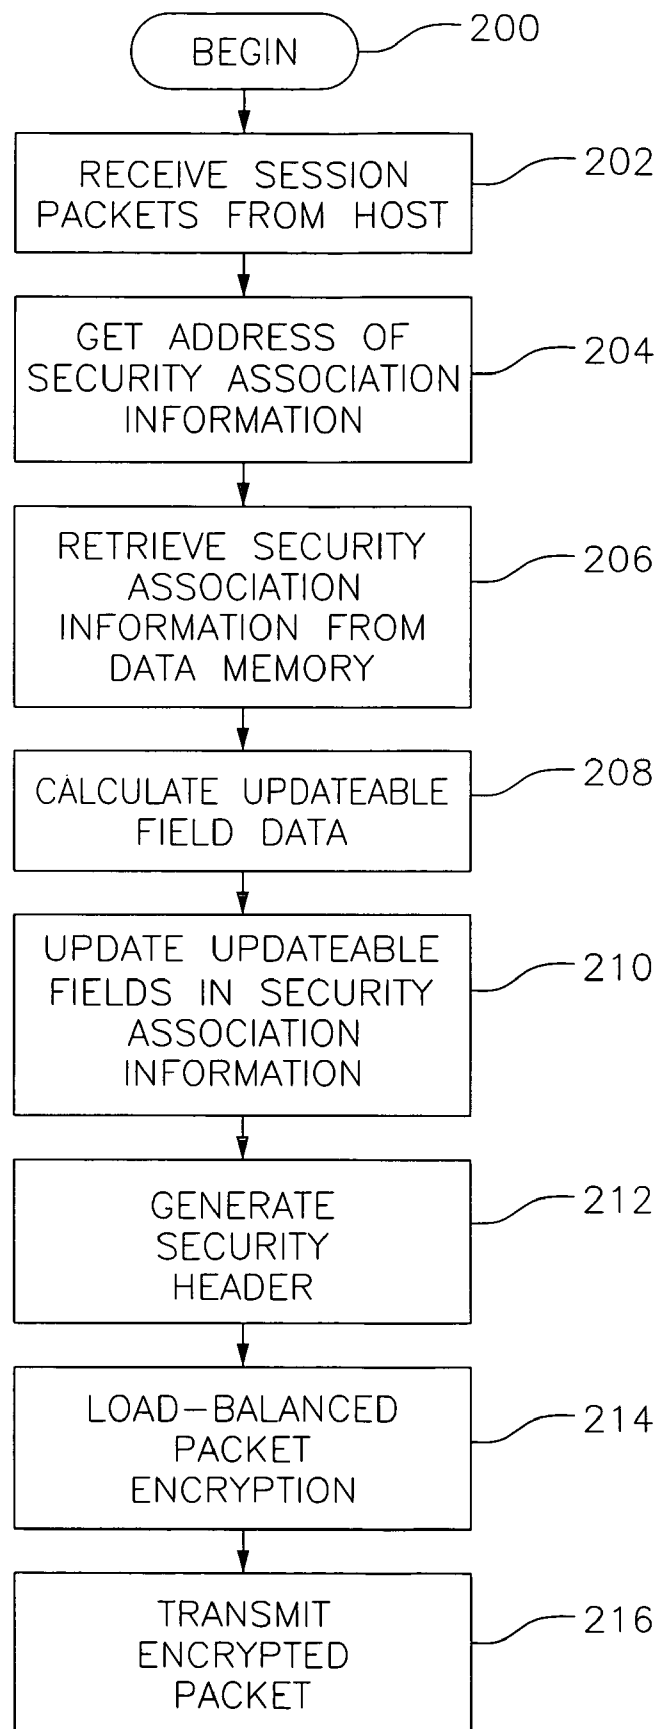 BEGIN
200
RECEIVE SESSION
PACKETS FROM HOST
202
GET ADDRESS OF
SECURITY ASSOCIATION
INFORMATION
204
RETRIEVE SECURITY
ASSOCIATION
INFORMATION FROM
DATA MEMORY
206
CALCULATE UPDATEABLE
FIELD DATA
208
UPDATE UPDATEABLE
FIELDS IN SECURITY
ASSOCIATION
INFORMATION
210
GENERATE
SECURITY
HEADER
212
LOAD-BALANCED
PACKET
ENCRYPTION
214
TRANSMIT
ENCRYPTED
PACKET
216